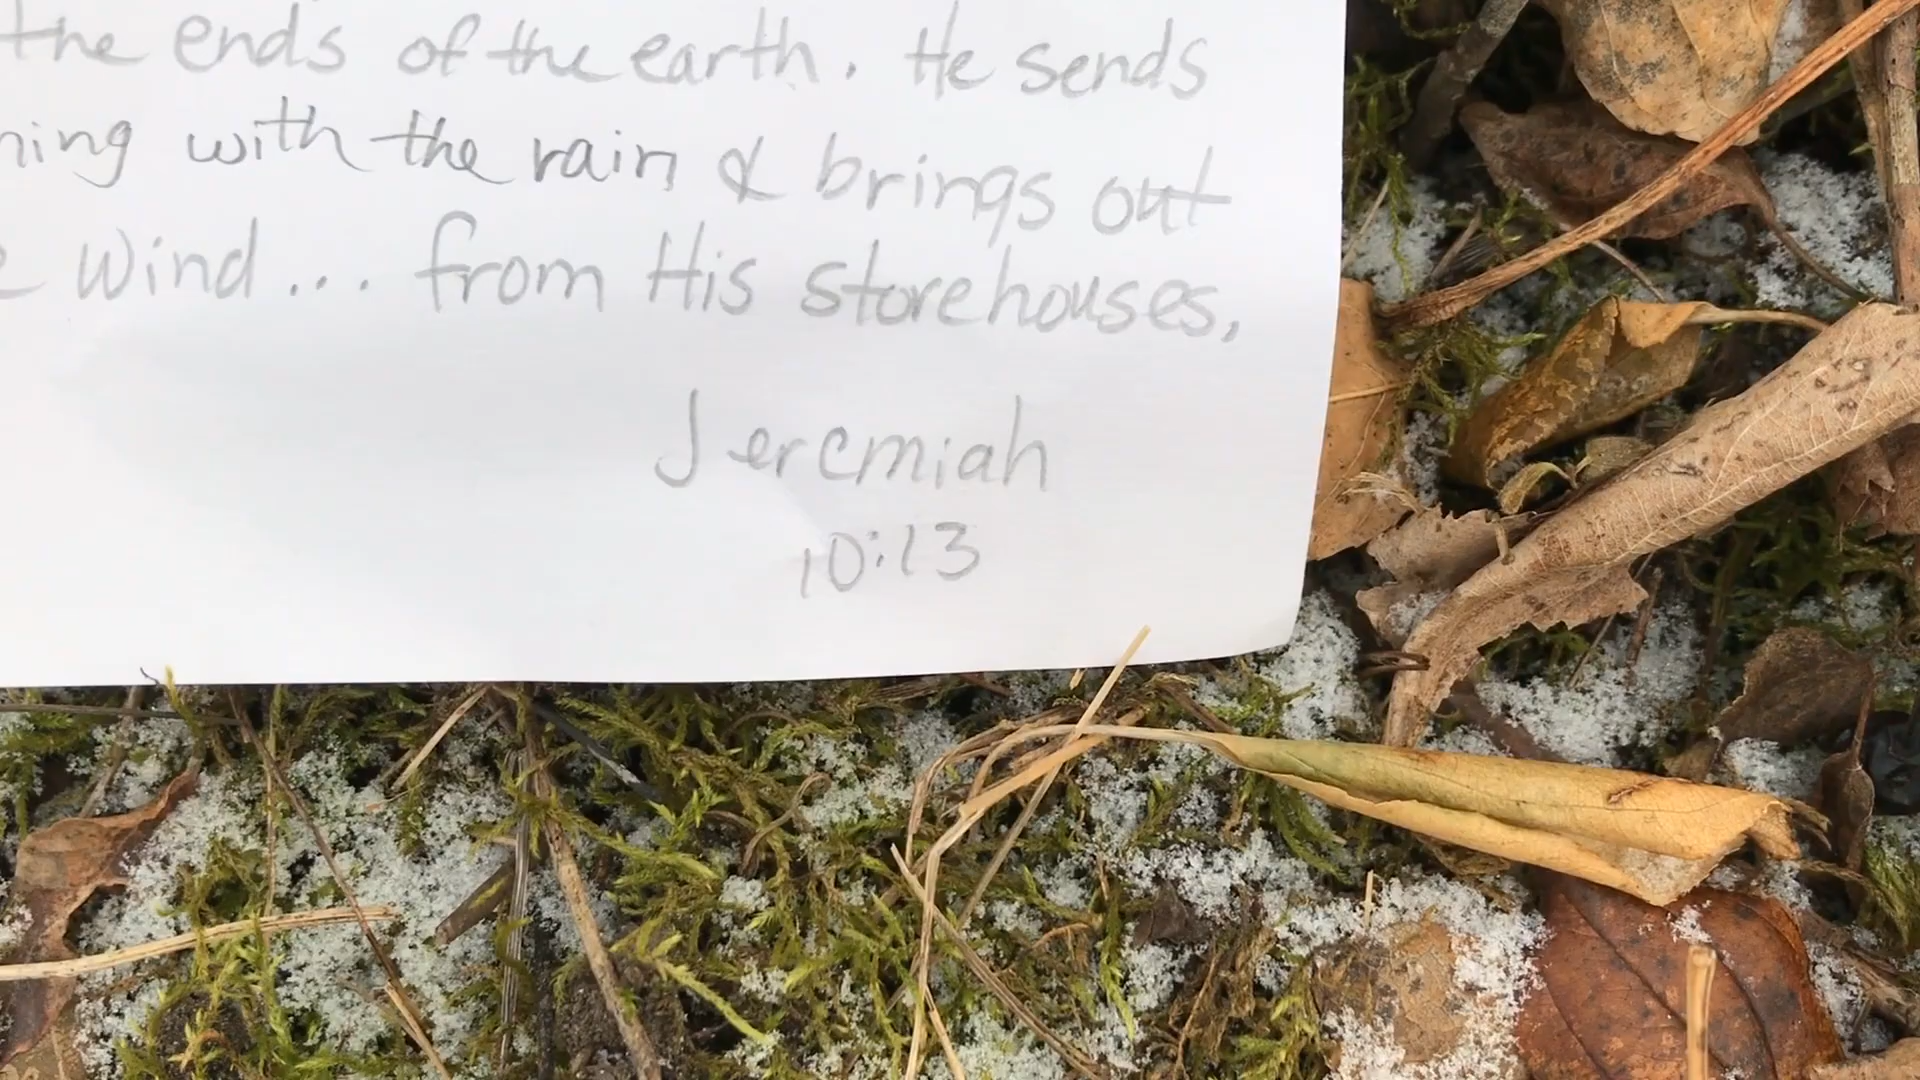 the ends of the earth. He sends
ning with the rain & brings out
e Wind... from His storehouses,
Jeremiah
10:13